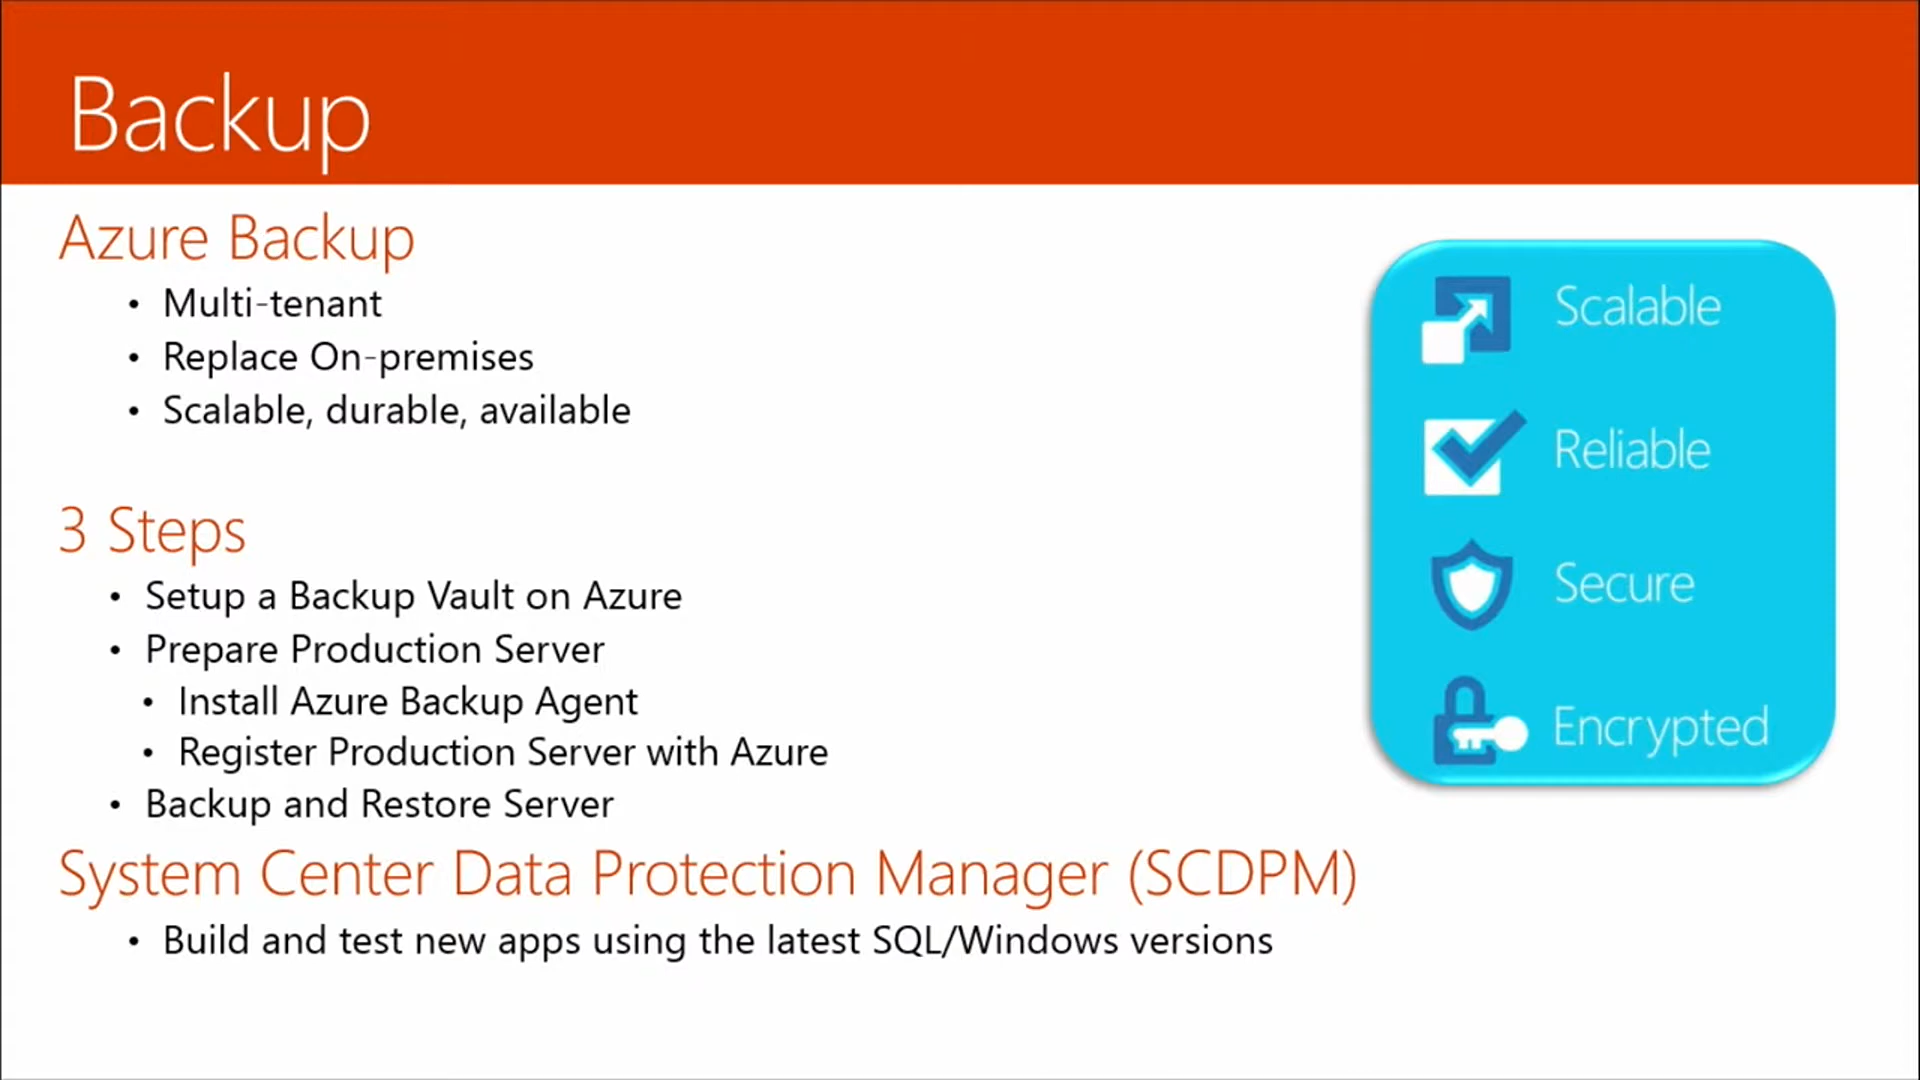 Backup
Azure Backup
• Multi-tenant
• Replace On-premises
• Scalable, durable, available
3 Steps
• Setup a Backup Vault on Azure
• Prepare Production Server
• Install Azure Backup Agent
• Register Production Server with Azure
• Backup and Restore Server
System Center Data Protection Manager (SCDPM)
• Build and test new apps using the latest SQL/Windows versions
Scalable
Reliable
Secure
Encrypted